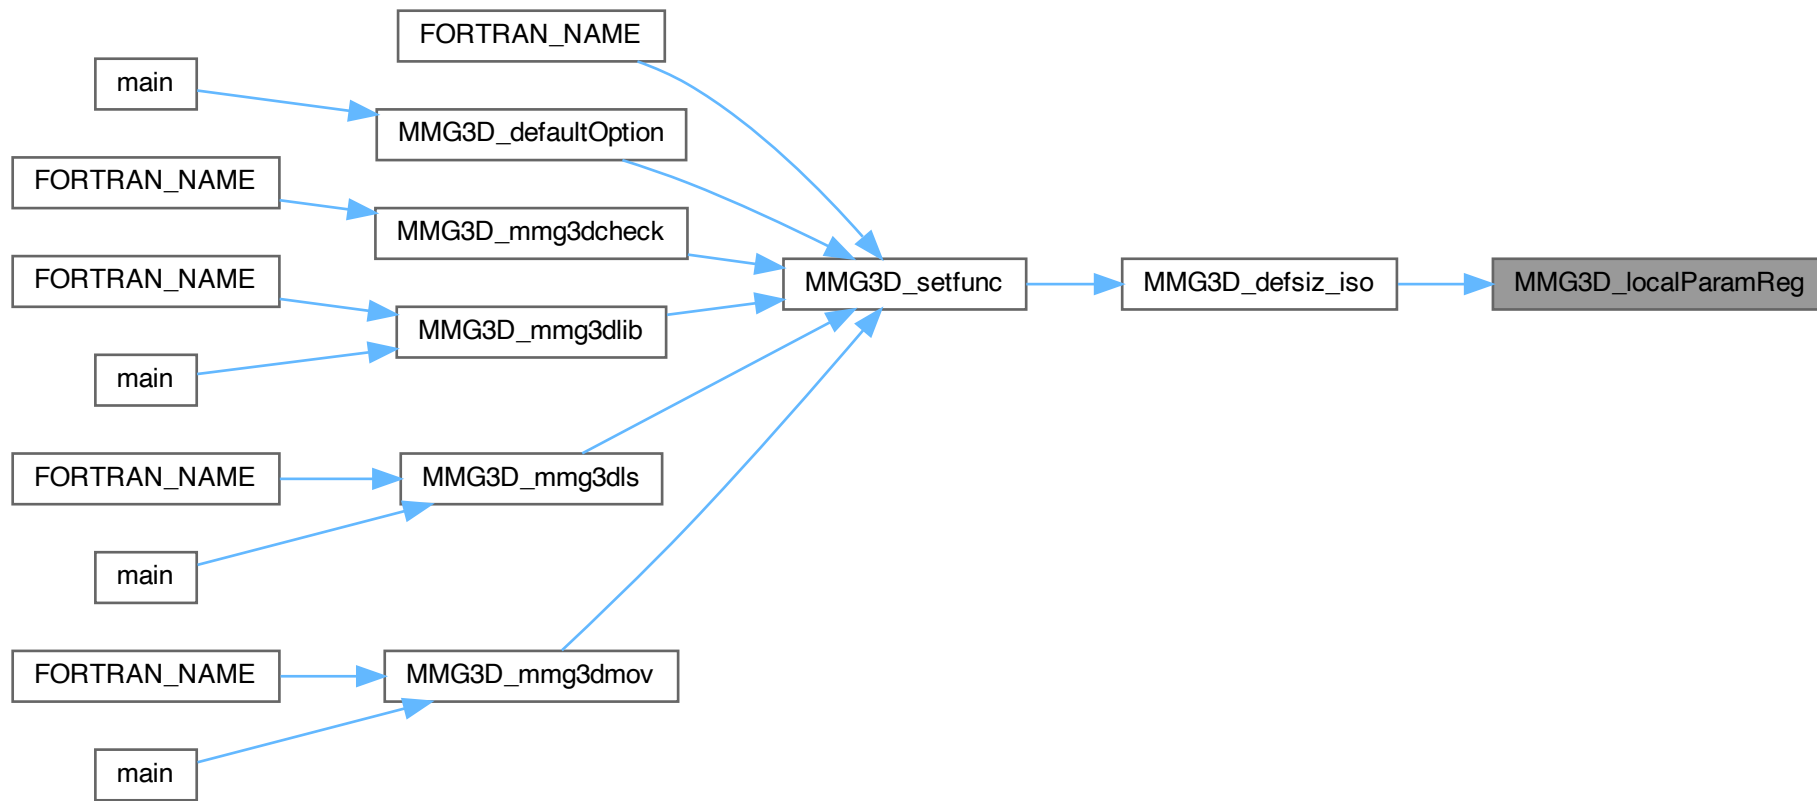 FORTRAN_NAME
main
MMG3D_defaultOption
FORTRAN_NAME
MMG3D_mmg3dcheck
FORTRAN_NAME
MMG3D_setfunc
MMG3D_defsiz_iso
MMG3D_localParamReg
MMG3D_mmg3dlib
main
FORTRAN_NAME
MMG3D_mmg3dls
main
FORTRAN_NAME
MMG3D_mmg3dmov
main